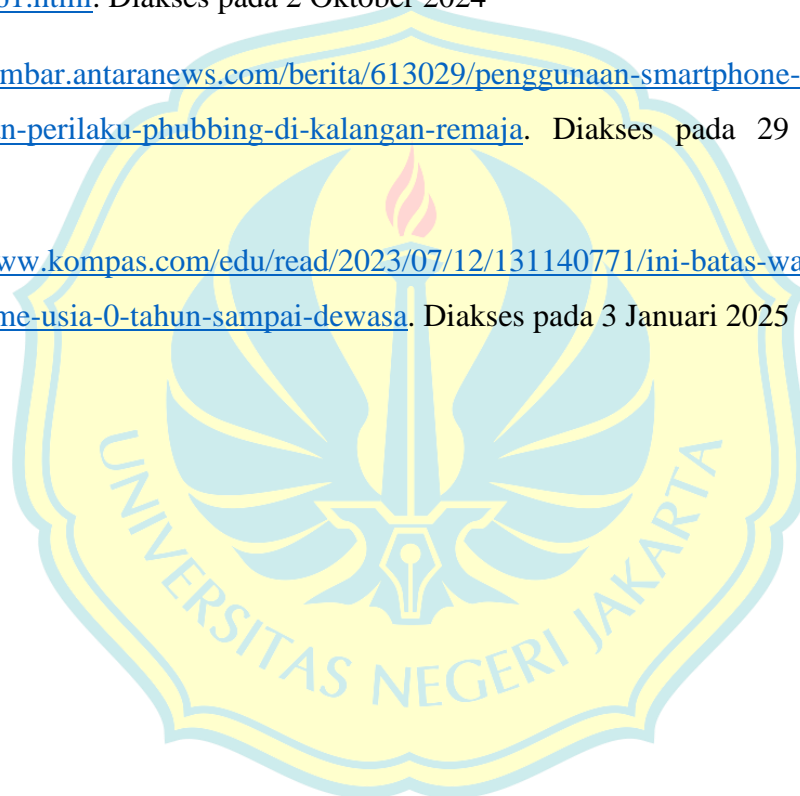 61.html. Diakses pada 2 Oktober 2024
mbar.antaranews.com/berita/613029/penggunaan-smartphone-
n-perilaku-phubbing-di-kalangan-remaja. Diakses pada 29
ww.kompas.com/edu/read/2023/07/12/131140771/ini-batas-wa
me-usia-0-tahun-sampai-dewasa. Diakses pada 3 Januari 2025
UNIVERSITAS NEGERI JAKARTA